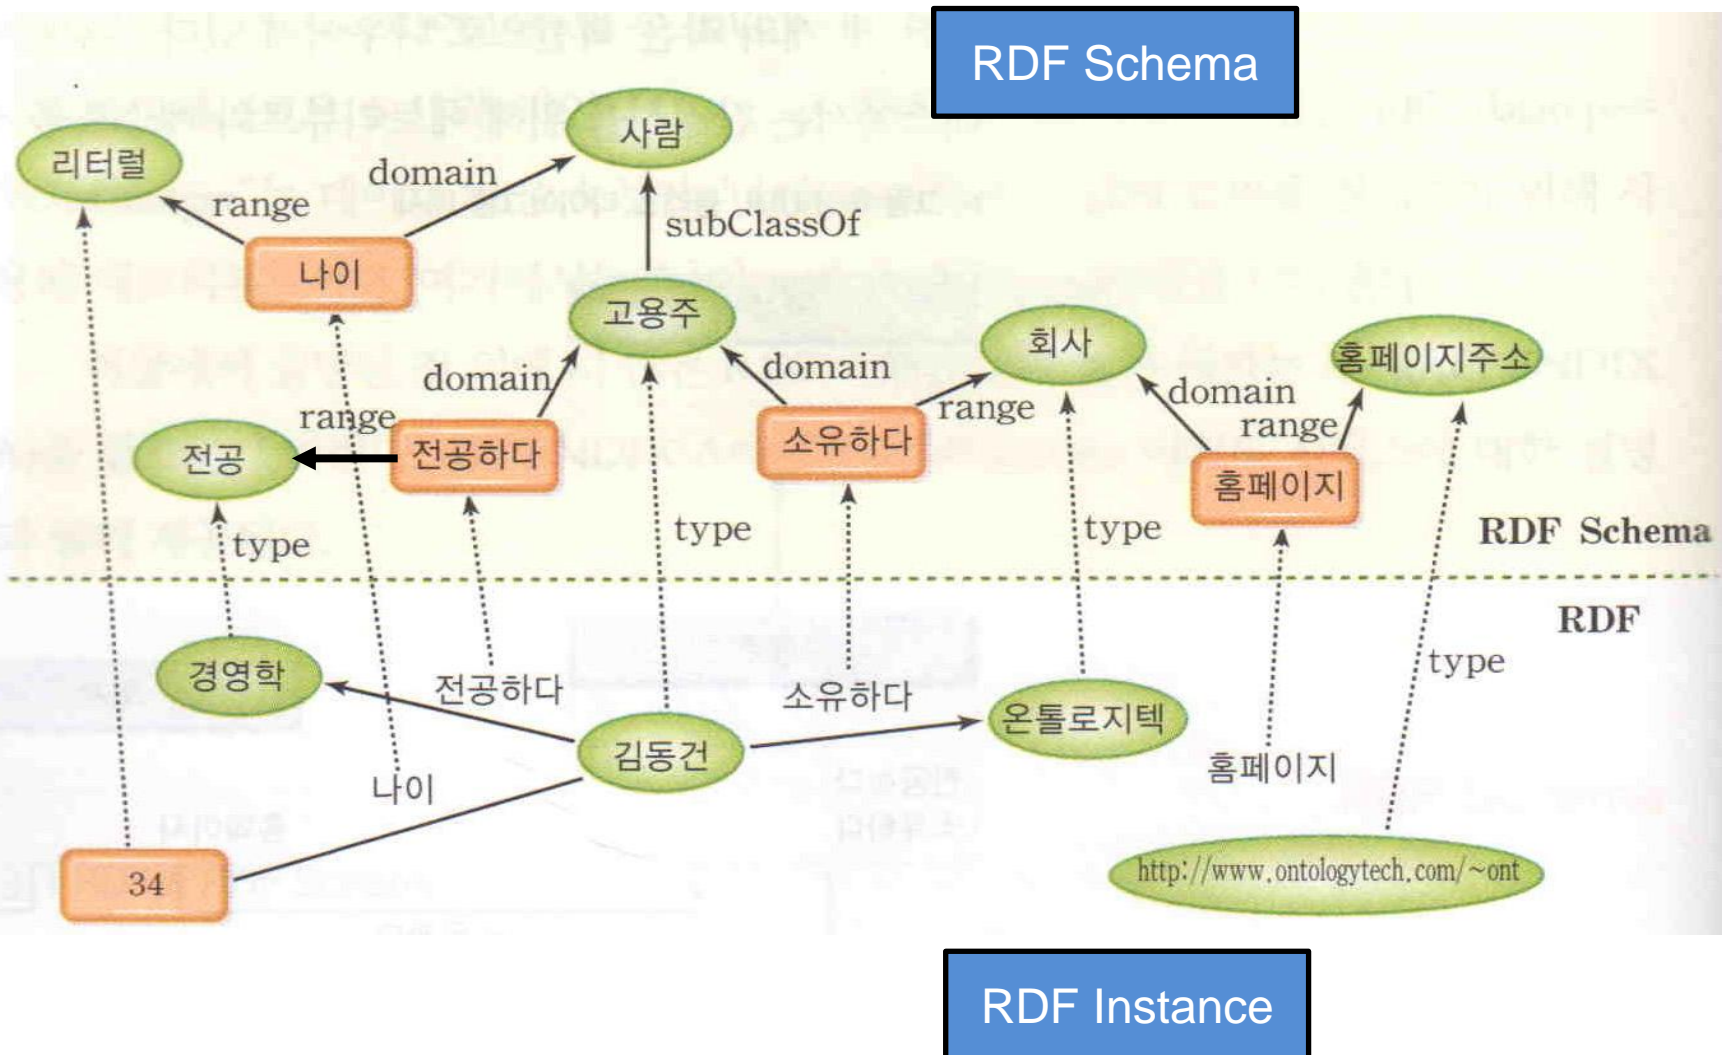 RDF Schema
사람
리터럴
domain
range
subClassOf
나이
고용주
회사
홈페이지주소
domain
domain
domain
range
range
range
전공
전공하다
소유하다
홈페이지
type
type
type
RDF Schema
RDF
경영학
전공하다
소유하다
type
온톨로지텍
김동건
홈페이지
나이
34
http://www.ontologytech.com/~ont
RDF Instance